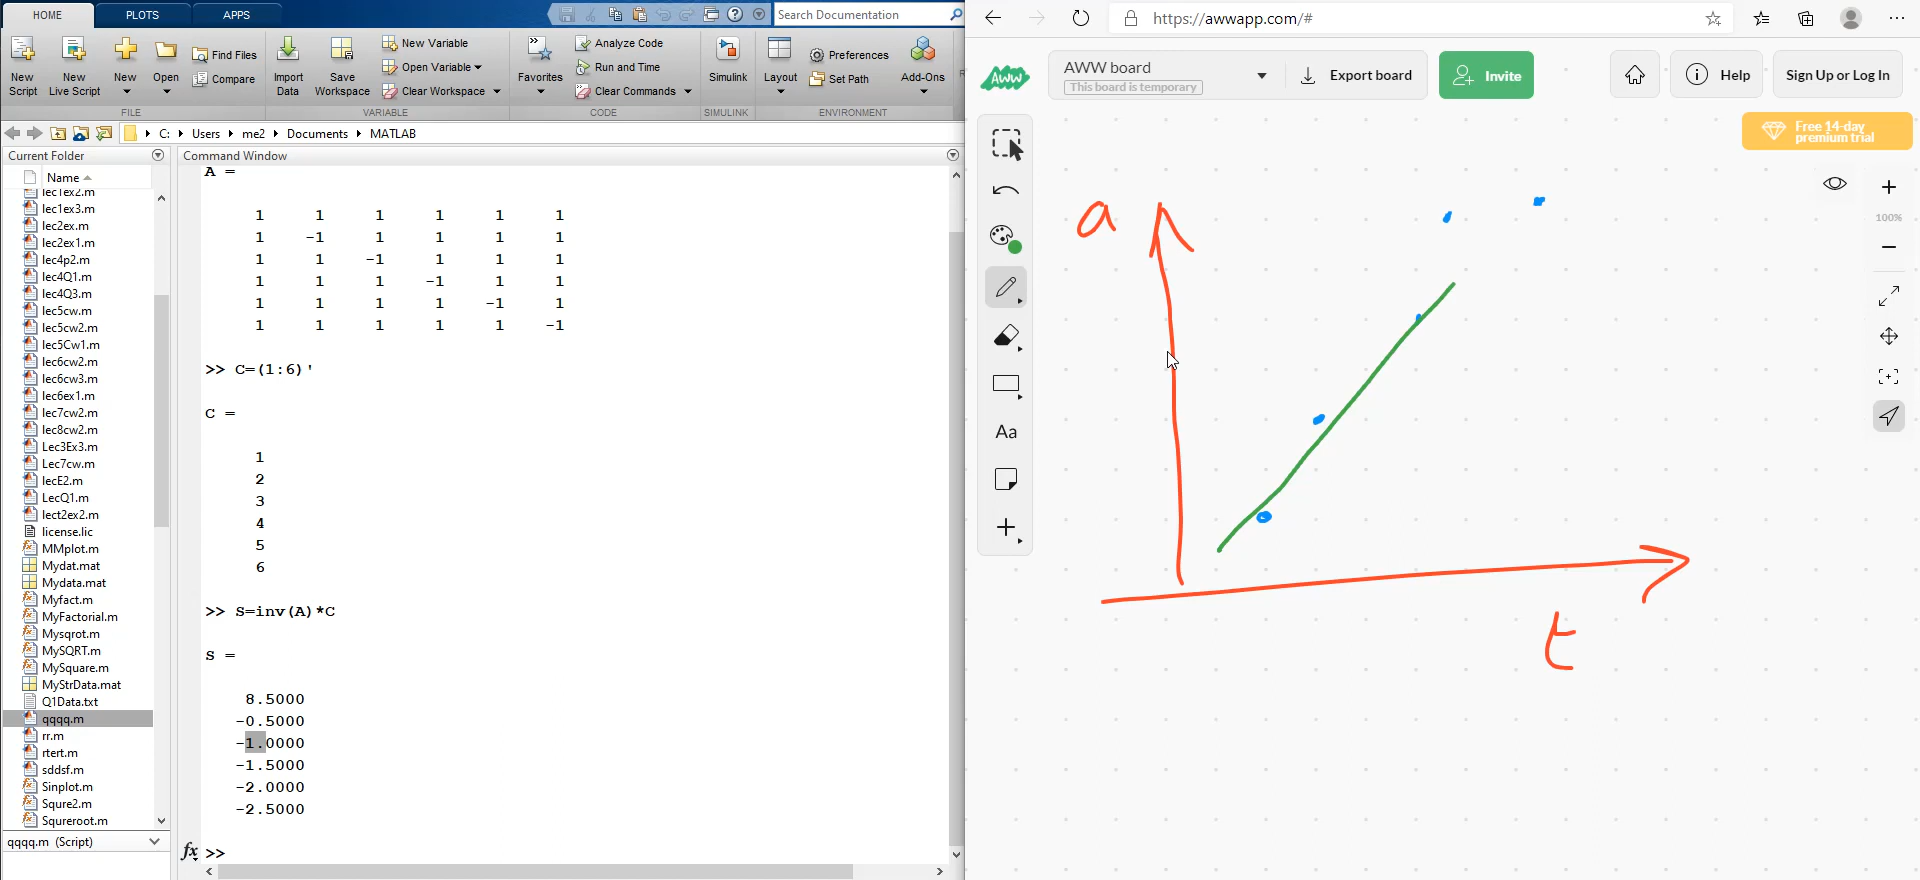 HOME PLOTS APPS
Search Documentation
New Script
New Live Script
New
Open
Find Files
Compare
Import Data
Save Workspace
New Variable
Open Variable
Clear Workspace
Favorites
Analyze Code
Run and Time
Clear Commands
Simulink
Layout
Preferences
Set Path
Add-Ons
FILE VARIABLE CODE SIMULINK ENVIRONMENT
C: Users me2 Documents MATLAB
Current Folder
Name
lec1ex2.m
lec1ex3.m
lec2ex.m
lec2ex1.m
lec4p2.m
lec4Q1.m
lec4Q3.m
lec5cw.m
lec5cw2.m
lec5Cw1.m
lec6cw2.m
lec6cw3.m
lec6ex1.m
lec7cw2.m
lec8cw2.m
Lec3Ex3.m
Lec7cw.m
lecE2.m
LecQ1.m
lect2ex2.m
license.lic
MMplot.m
Mydat.mat
Mydata.mat
Myfact.m
MyFactorial.m
Mysqrot.m
MySQRT.m
MySquare.m
MyStrData.mat
Q1Data.txt
qqqq.m
rr.m
rtert.m
sddsf.m
Sinplot.m
Squre2.m
Squreroot.m
qqqq.m (Script)
Command Window
A =
1 1 1 1 1 1
1 -1 1 1 1 1
1 1 -1 1 1 1
1 1 1 -1 1 1
1 1 1 1 -1 1
1 1 1 1 1 -1
>> C=(1:6)'
C =
1
2
3
4
5
6
>> S=inv(A)*C
S =
8.5000
-0.5000
-1.0000
-1.5000
-2.0000
-2.5000
fx >>
https://awwapp.com/#
AWW
AWW board
This board is temporary
Export board
Invite
Help
Sign Up or Log In
Free 14-day
premium trial
100%
Aa
a
t